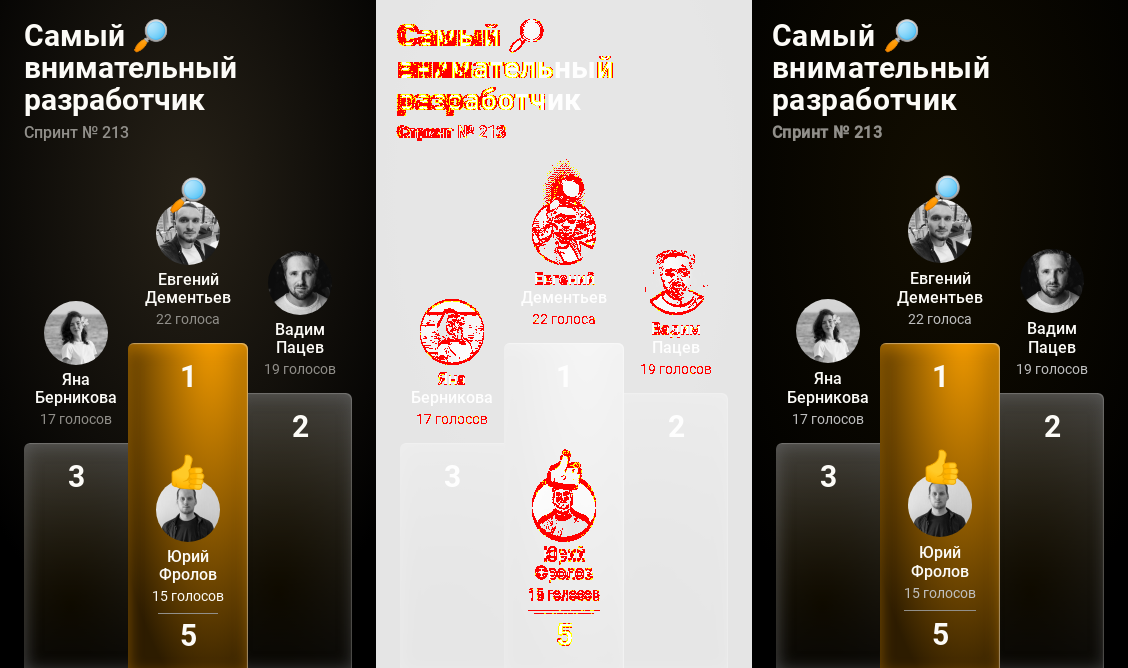 Самый 🔎
внимательный
разработчик
Спринт № 213
Евгений
Дементьев
22 голоса
Вадим
Пацев
19 голосов
Яна
Берникова
17 голосов
1
2
3
Юрий
Фролов
15 голосов
5
Самый 🔎
внимательный
разработчик
Спринт № 213
Евгений
Дементьев
22 голоса
Вадим
Пацев
19 голосов
Яна
Берникова
17 голосов
1
2
3
Юрий
Фролов
15 голосов
5
Самый 🔎
внимательный
разработчик
Спринт № 213
Евгений
Дементьев
22 голоса
Вадим
Пацев
19 голосов
Яна
Берникова
17 голосов
1
2
3
Юрий
Фролов
15 голосов
5